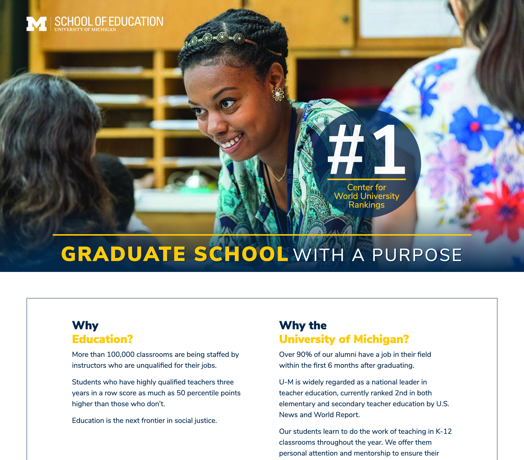 M SCHOOL OF EDUCATION
UNIVERSITY OF MICHIGAN
#1
Center for
World University
Rankings
GRADUATE SCHOOL WITH A PURPOSE
Why
Education?
More than 100,000 classrooms are being staffed by
instructors who are unqualified for their jobs.
Students who have highly qualified teachers three
years in a row score as much as 50 percentile points
higher than those who don't.
Education is the next frontier in social justice.
Why the
University of Michigan?
Over 90% of our alumni have a job in their field
within the first 6 months after graduating.
U-M is widely regarded as a national leader in
teacher education, currently ranked 2nd in both
elementary and secondary teacher education by U.S.
News and World Report.
Our students learn to do the work of teaching in K-12
classrooms throughout the year. We offer them
personal attention and mentorship to ensure their